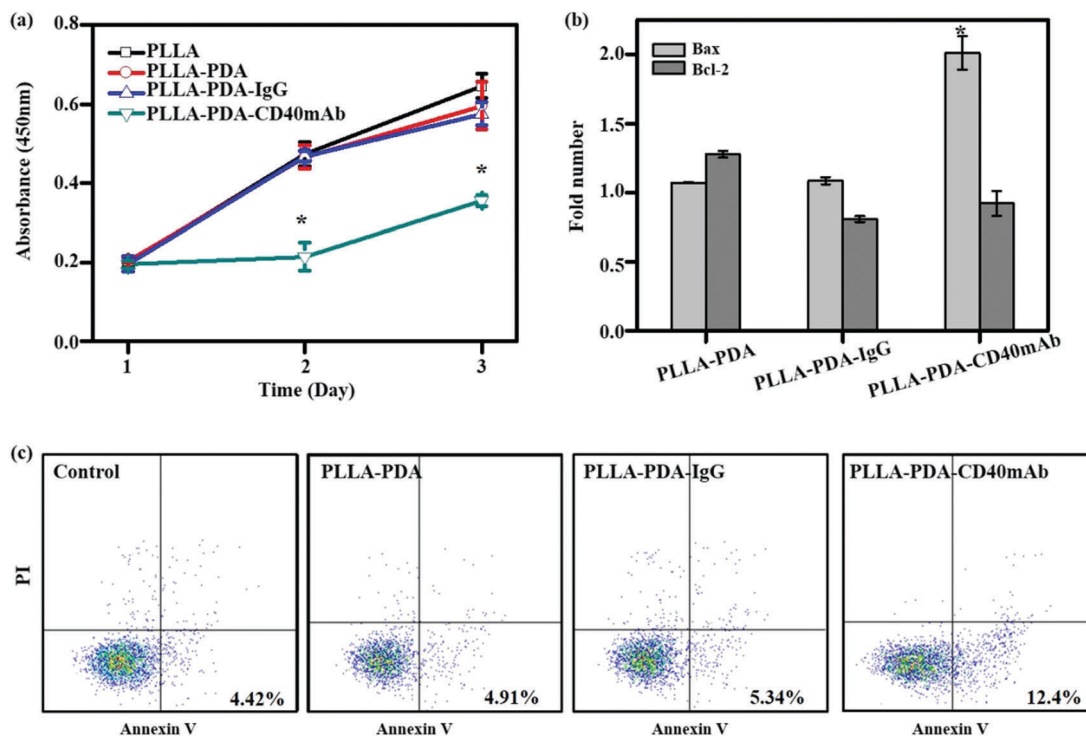 (a)
0.8
0.6
0.4
0.2
0.0
Absorbance (450nm)
PLLA
PLLA-PDA
PLLA-PDA-IgG
PLLA-PDA-CD40mAb
*
*
1
2
3
Time (Day)
(b)
2.0
1.5
1.0
0.5
0.0
Fold number
Bax
Bcl-2
*
PLLA-PDA
PLLA-PDA-IgG
PLLA-PDA-CD40mAb
(c)
PI
Control
4.42%
Annexin V
PLLA-PDA
4.91%
Annexin V
PLLA-PDA-IgG
5.34%
Annexin V
PLLA-PDA-CD40mAb
12.4%
Annexin V